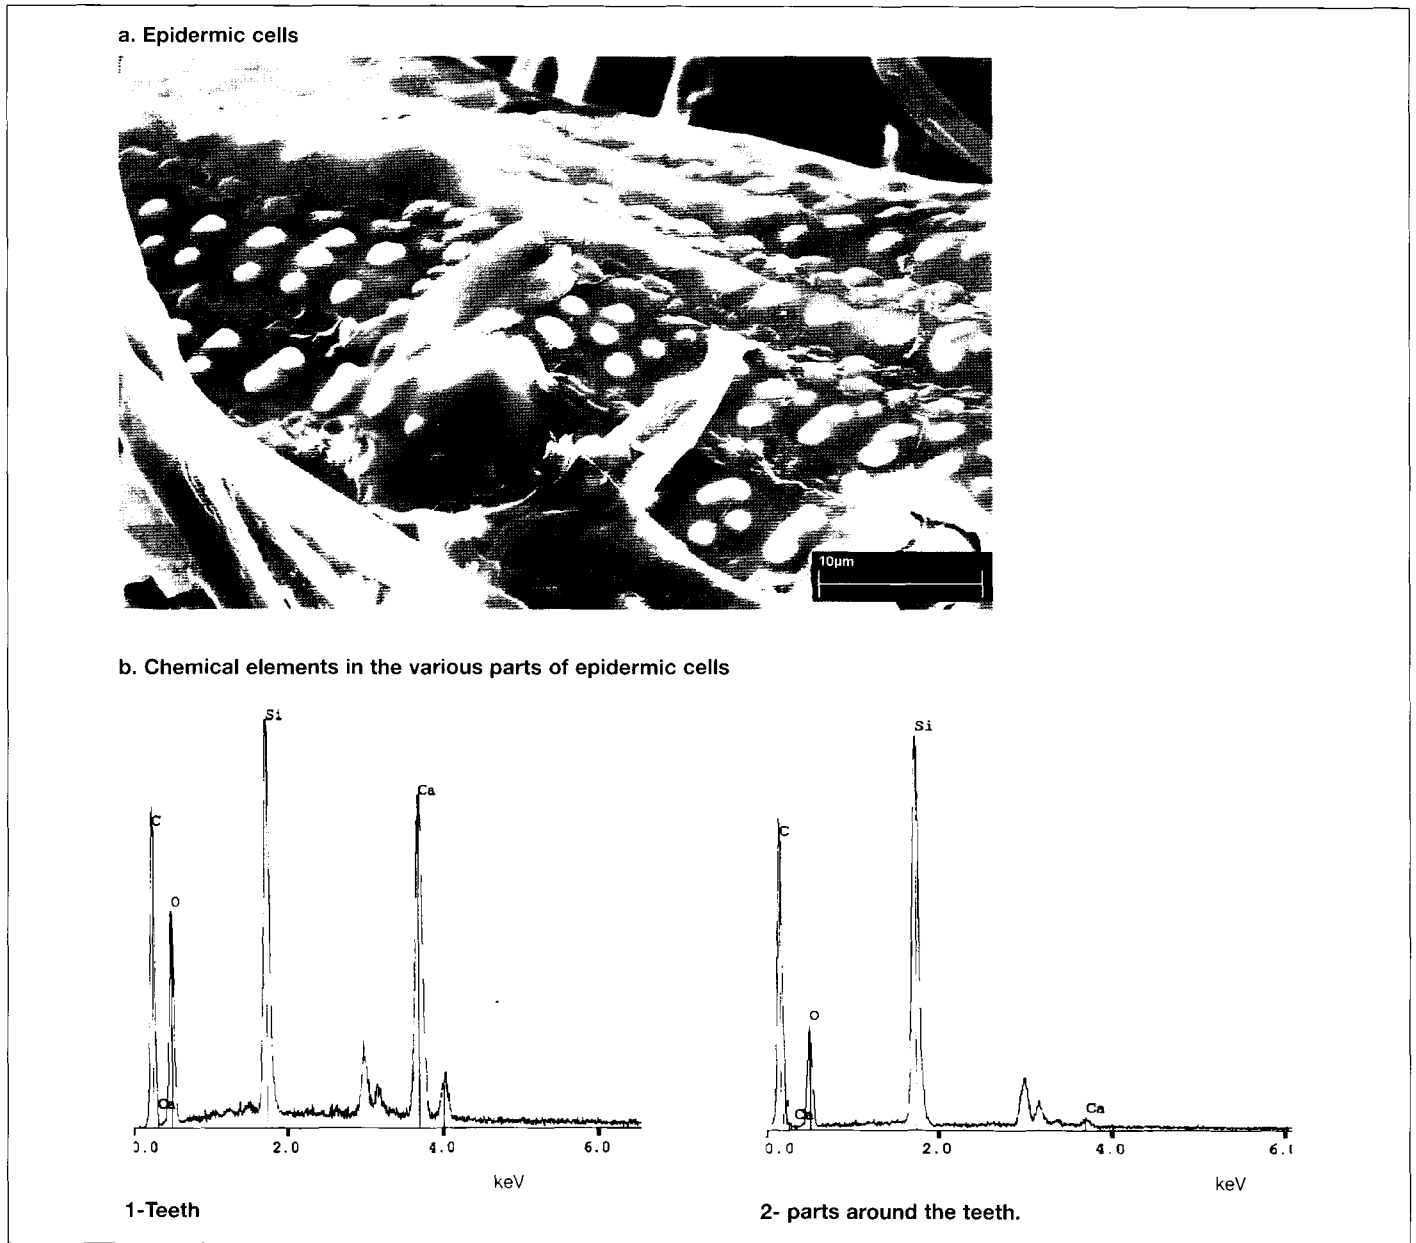 a. Epidermic cells
10µm
b. Chemical elements in the various parts of epidermic cells
Si
Ca
C
O
Ca
0.0 2.0 4.0 6.0
keV
1-Teeth
Si
C
O
Ca
Ca
0.0 2.0 4.0 6.0
keV
2- parts around the teeth.